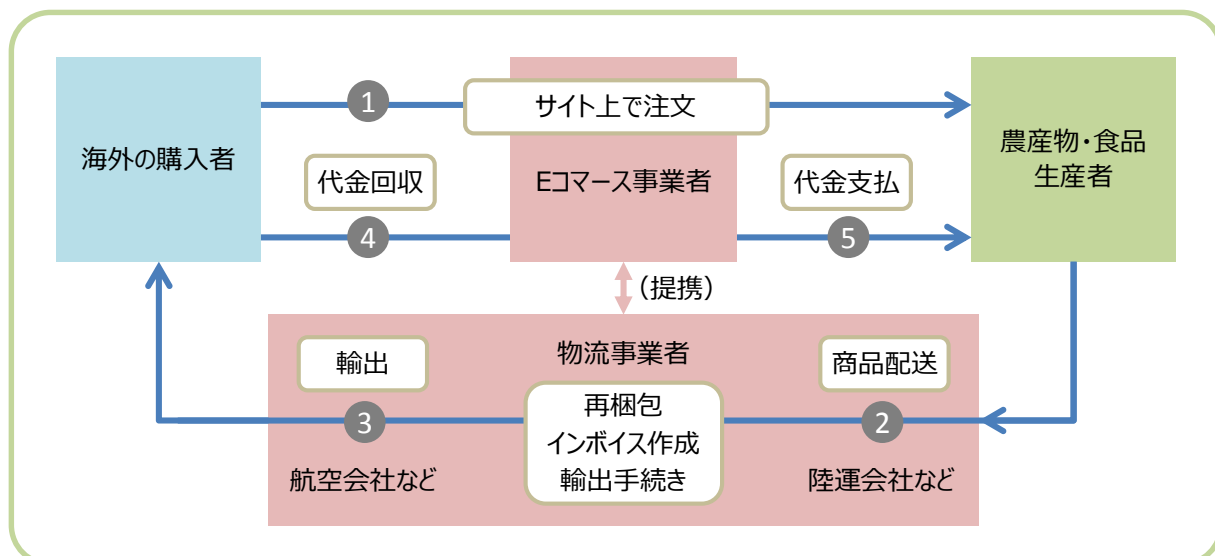 1
サイト上で注文
海外の購入者
代金回収
Eコマース事業者
代金支払
農産物・食品
生産者
4
5
(提携)
物流事業者
輸出
商品配送
再梱包
インボイス作成
輸出手続き
3
2
航空会社など
陸運会社など